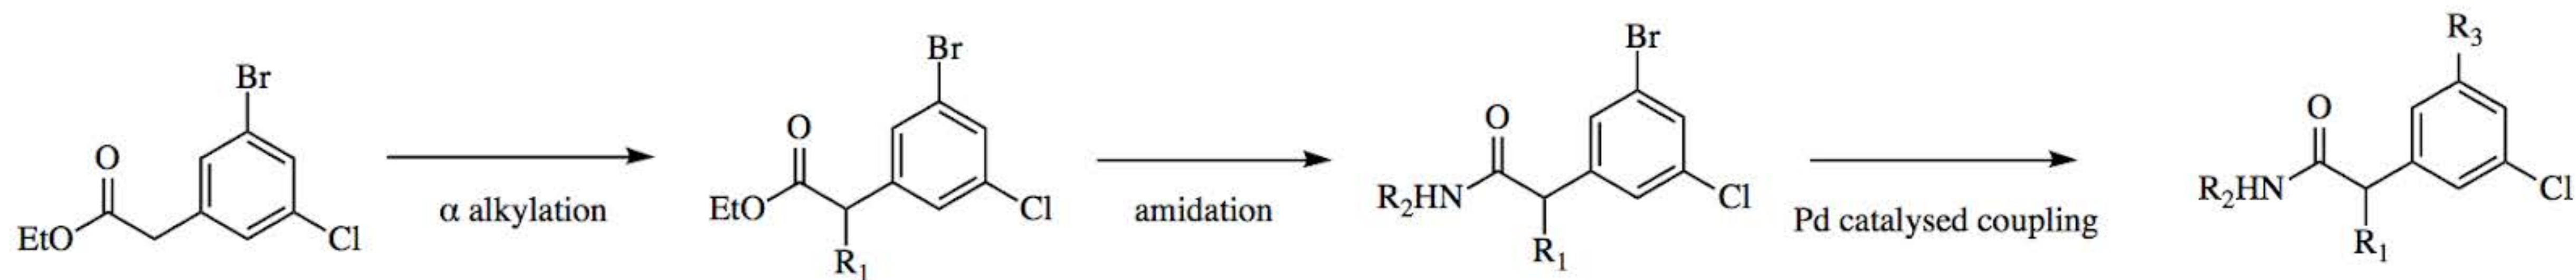 Br
O
EtO
Cl
α alkylation
Br
O
EtO
Cl
R1
amidation
Br
O
R2HN
Cl
R1
Pd catalysed coupling
R3
O
R2HN
Cl
R1